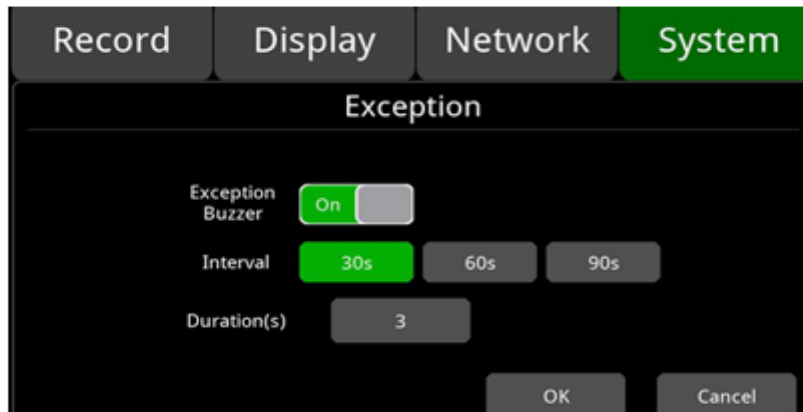 Record Display Network System
Exception
Exception
Buzzer
On
Interval 30s 60s 90s
Duration(s) 3
OK Cancel